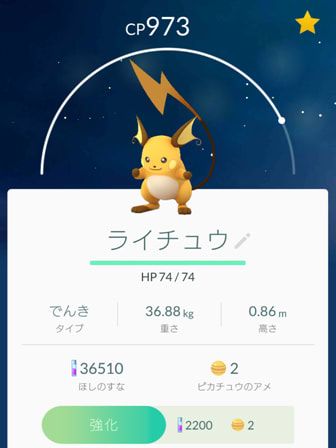 CP973
ライチュウ
HP 74 / 74
でんき
タイプ
36.88 kg
重さ
0.86 m
高さ
36510
ほしのすな
2
ピカチュウのアメ
強化
2200
2